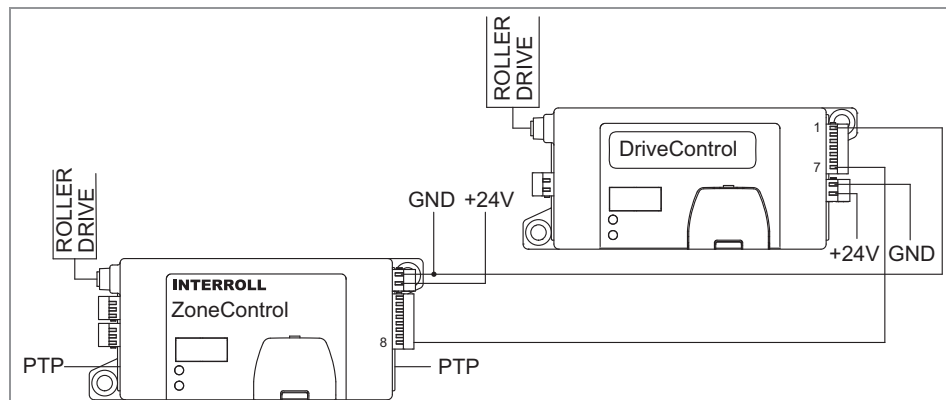 ROLLER
DRIVE
1
DriveControl
7
GND +24V
ROLLER
DRIVE
+24V GND
INTERROLL
ZoneControl
8
PTP
PTP